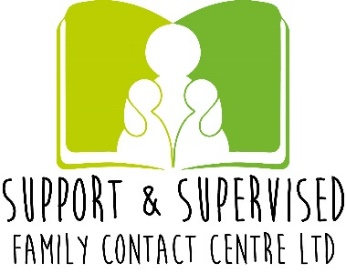 SUPPORT & SUPERVISED
FAMILY CONTACT CENTRE LTD